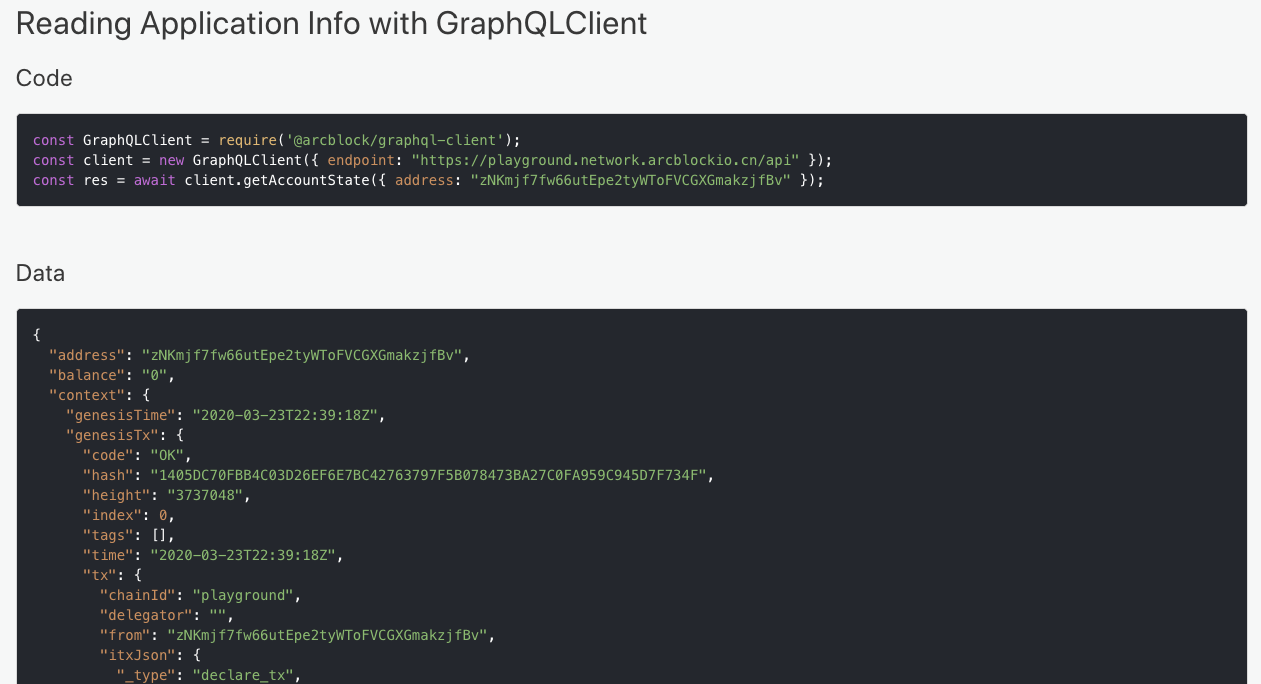 Reading Application Info with GraphQLClient
Code
const GraphQLClient = require('@arcblock/graphql-client');
const client = new GraphQLClient({ endpoint: "https://playground.network.arcblockio.cn/api" });
const res = await client.getAccountState({ address: "zNKmjf7fw66utEpe2tyWToFVCGXGmakzjfBv" });
Data
{
  "address": "zNKmjf7fw66utEpe2tyWToFVCGXGmakzjfBv",
  "balance": "0",
  "context": {
    "genesisTime": "2020-03-23T22:39:18Z",
    "genesisTx": {
      "code": "OK",
      "hash": "1405DC70FBB4C03D26EF6E7BC42763797F5B078473BA27C0FA959C945D7F734F",
      "height": "3737048",
      "index": 0,
      "tags": [],
      "time": "2020-03-23T22:39:18Z",
      "tx": {
        "chainId": "playground",
        "delegator": "",
        "from": "zNKmjf7fw66utEpe2tyWToFVCGXGmakzjfBv",
        "itxJson": {
          "_type": "declare_tx",